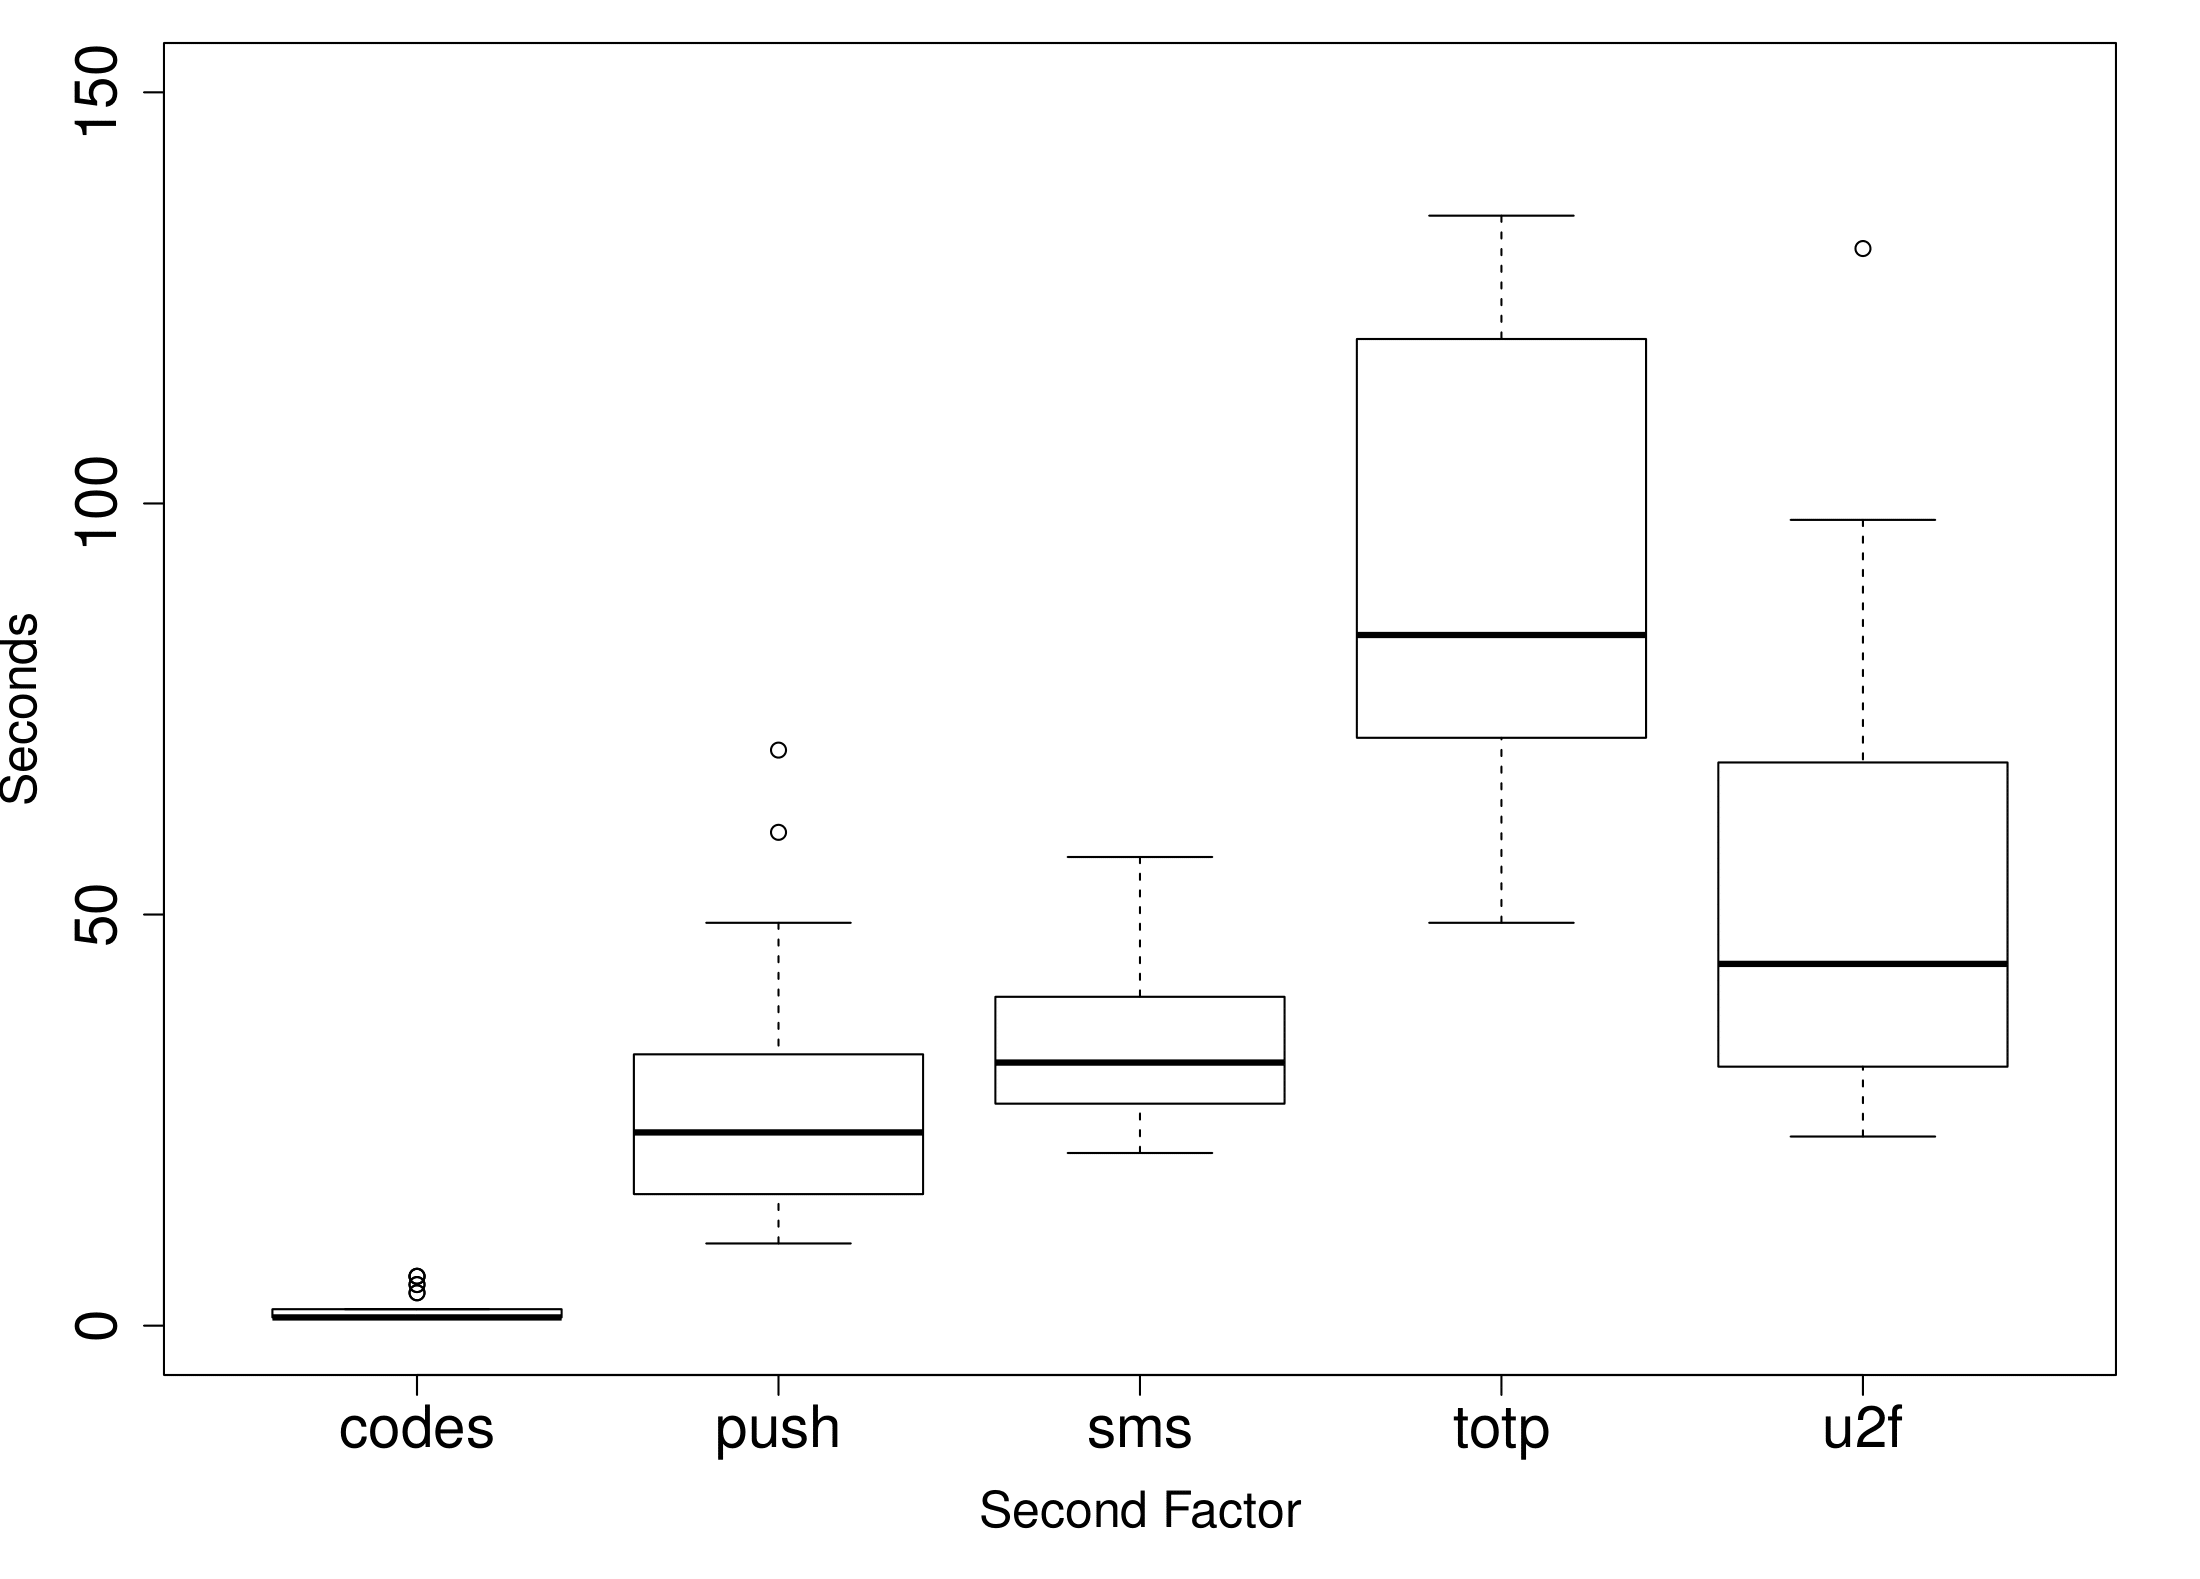 150
100
50
0
Seconds
codes push sms totp u2f
Second Factor